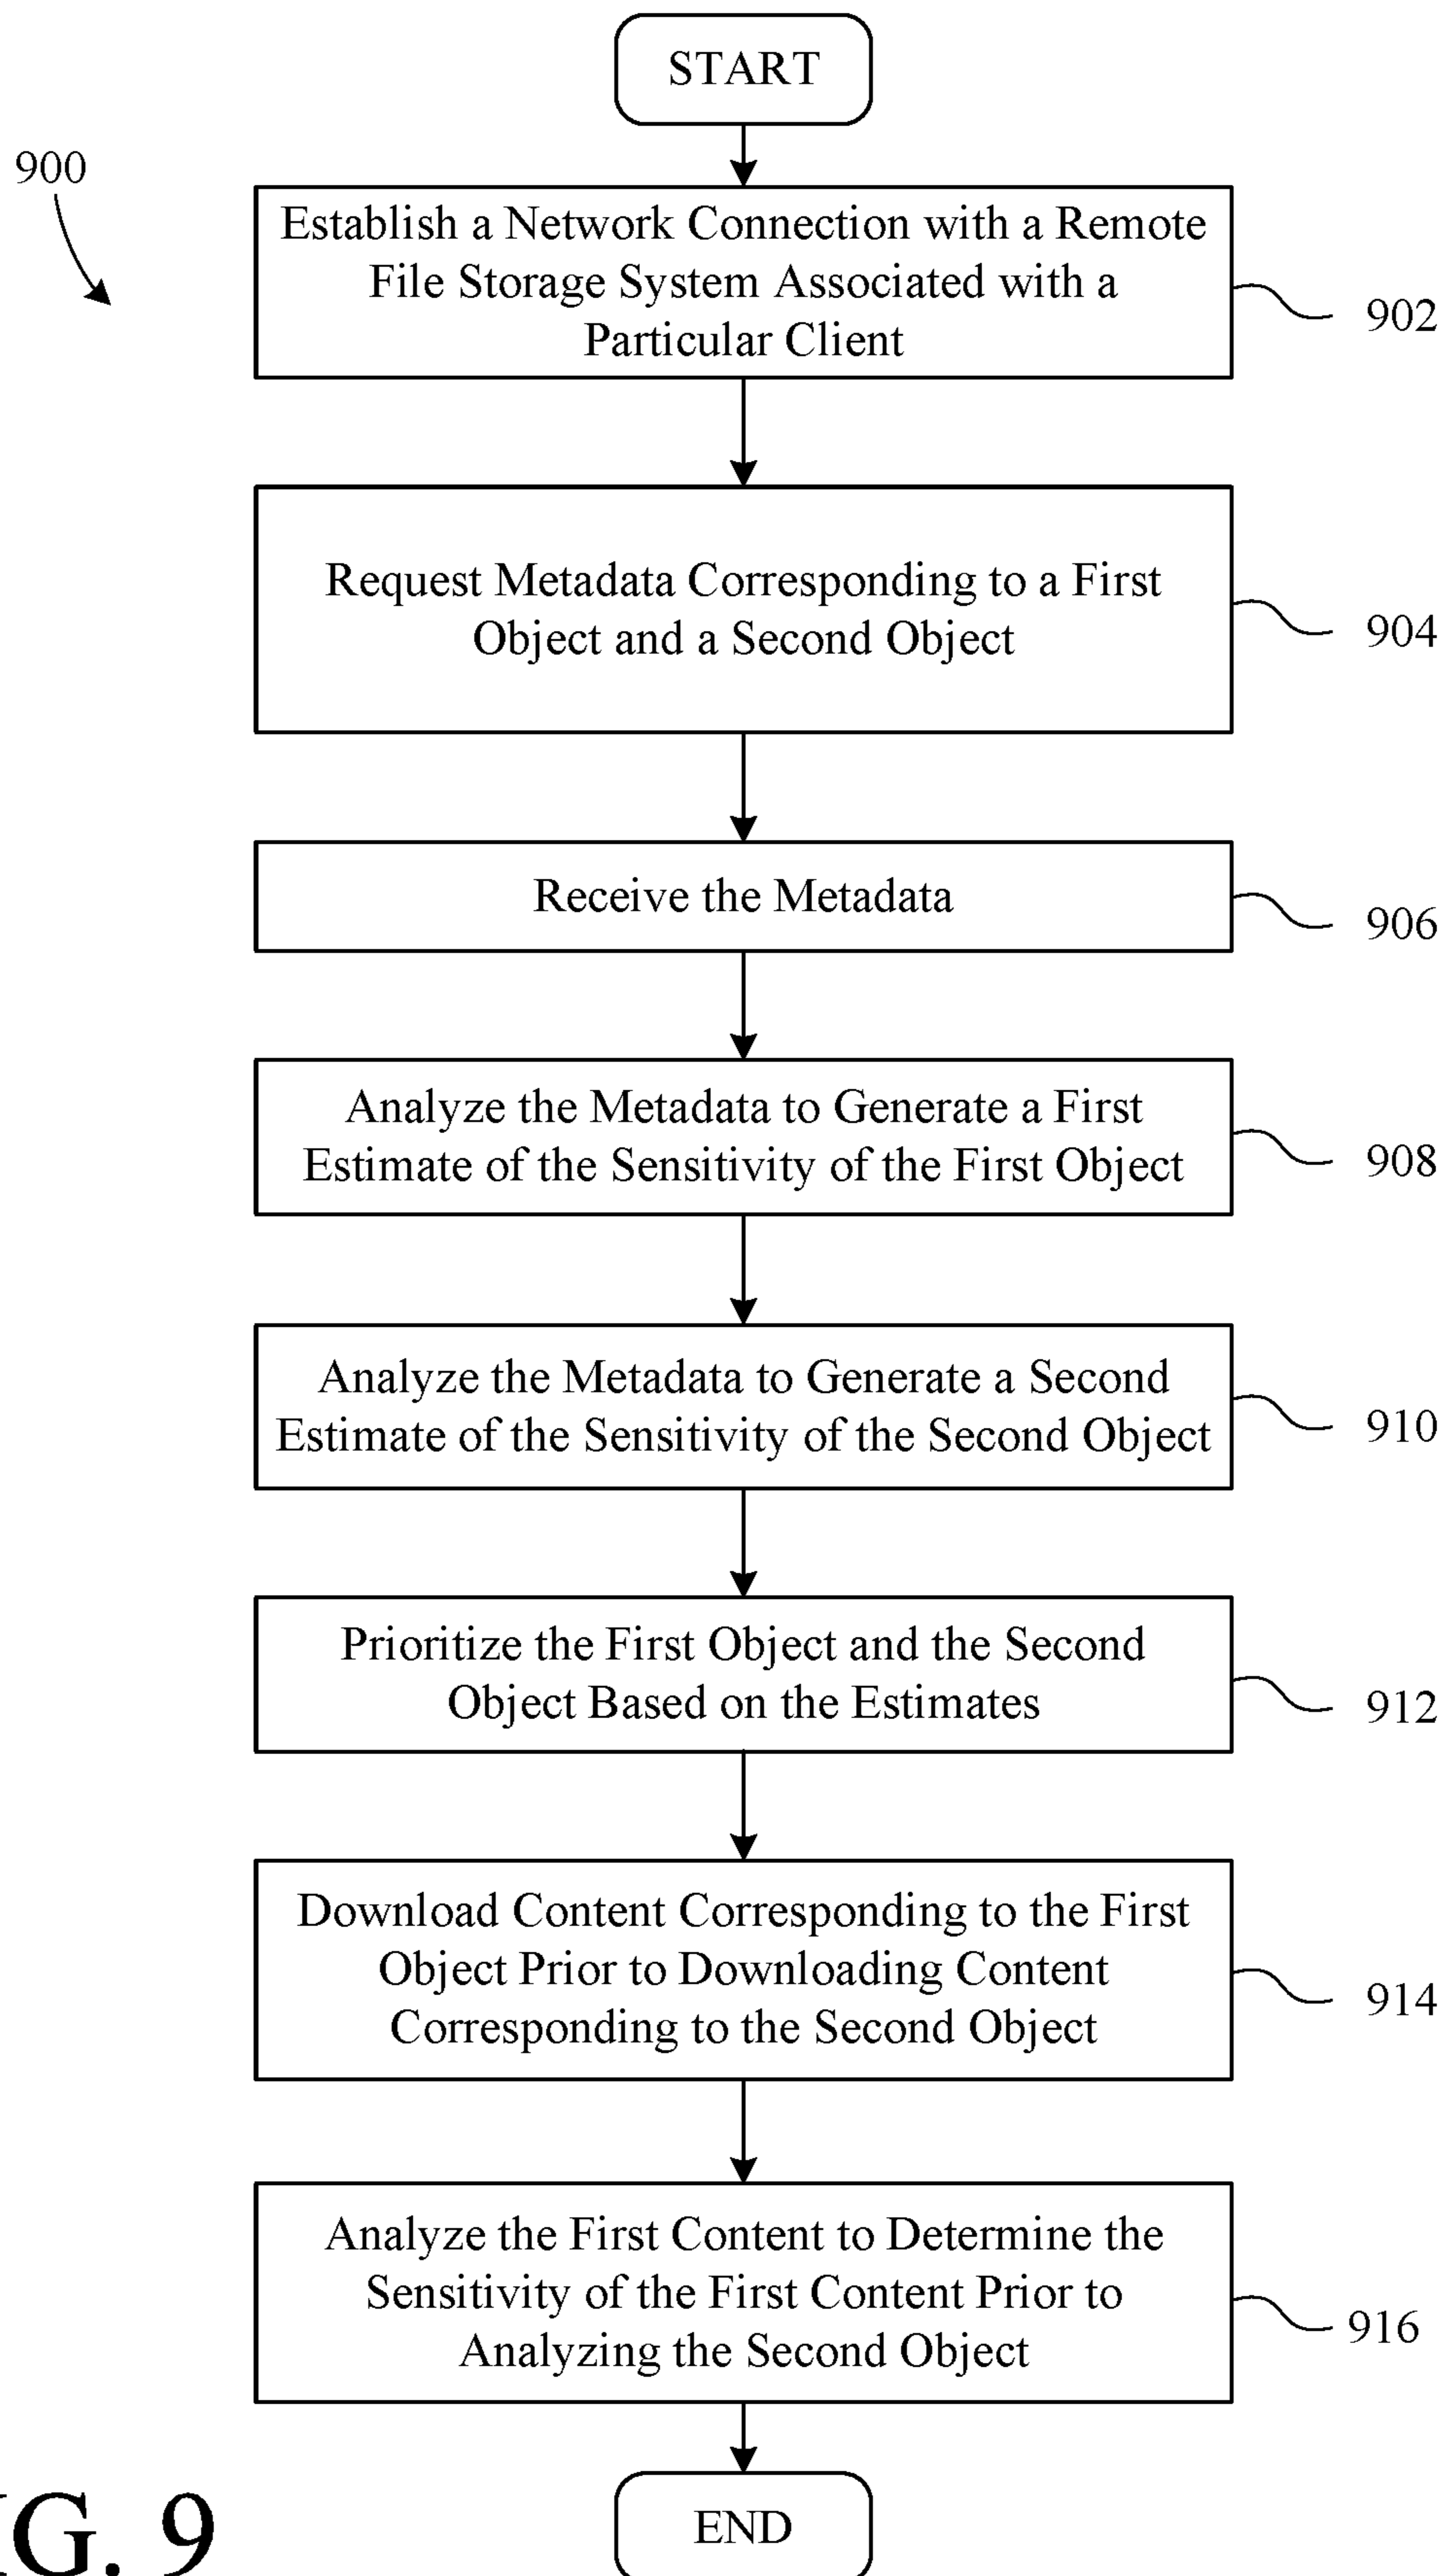 START
900
Establish a Network Connection with a Remote
File Storage System Associated with a
Particular Client
902
Request Metadata Corresponding to a First
Object and a Second Object
904
Receive the Metadata
906
Analyze the Metadata to Generate a First
Estimate of the Sensitivity of the First Object
908
Analyze the Metadata to Generate a Second
Estimate of the Sensitivity of the Second Object
910
Prioritize the First Object and the Second
Object Based on the Estimates
912
Download Content Corresponding to the First
Object Prior to Downloading Content
Corresponding to the Second Object
914
Analyze the First Content to Determine the
Sensitivity of the First Content Prior to
Analyzing the Second Object
916
END
IG. 9